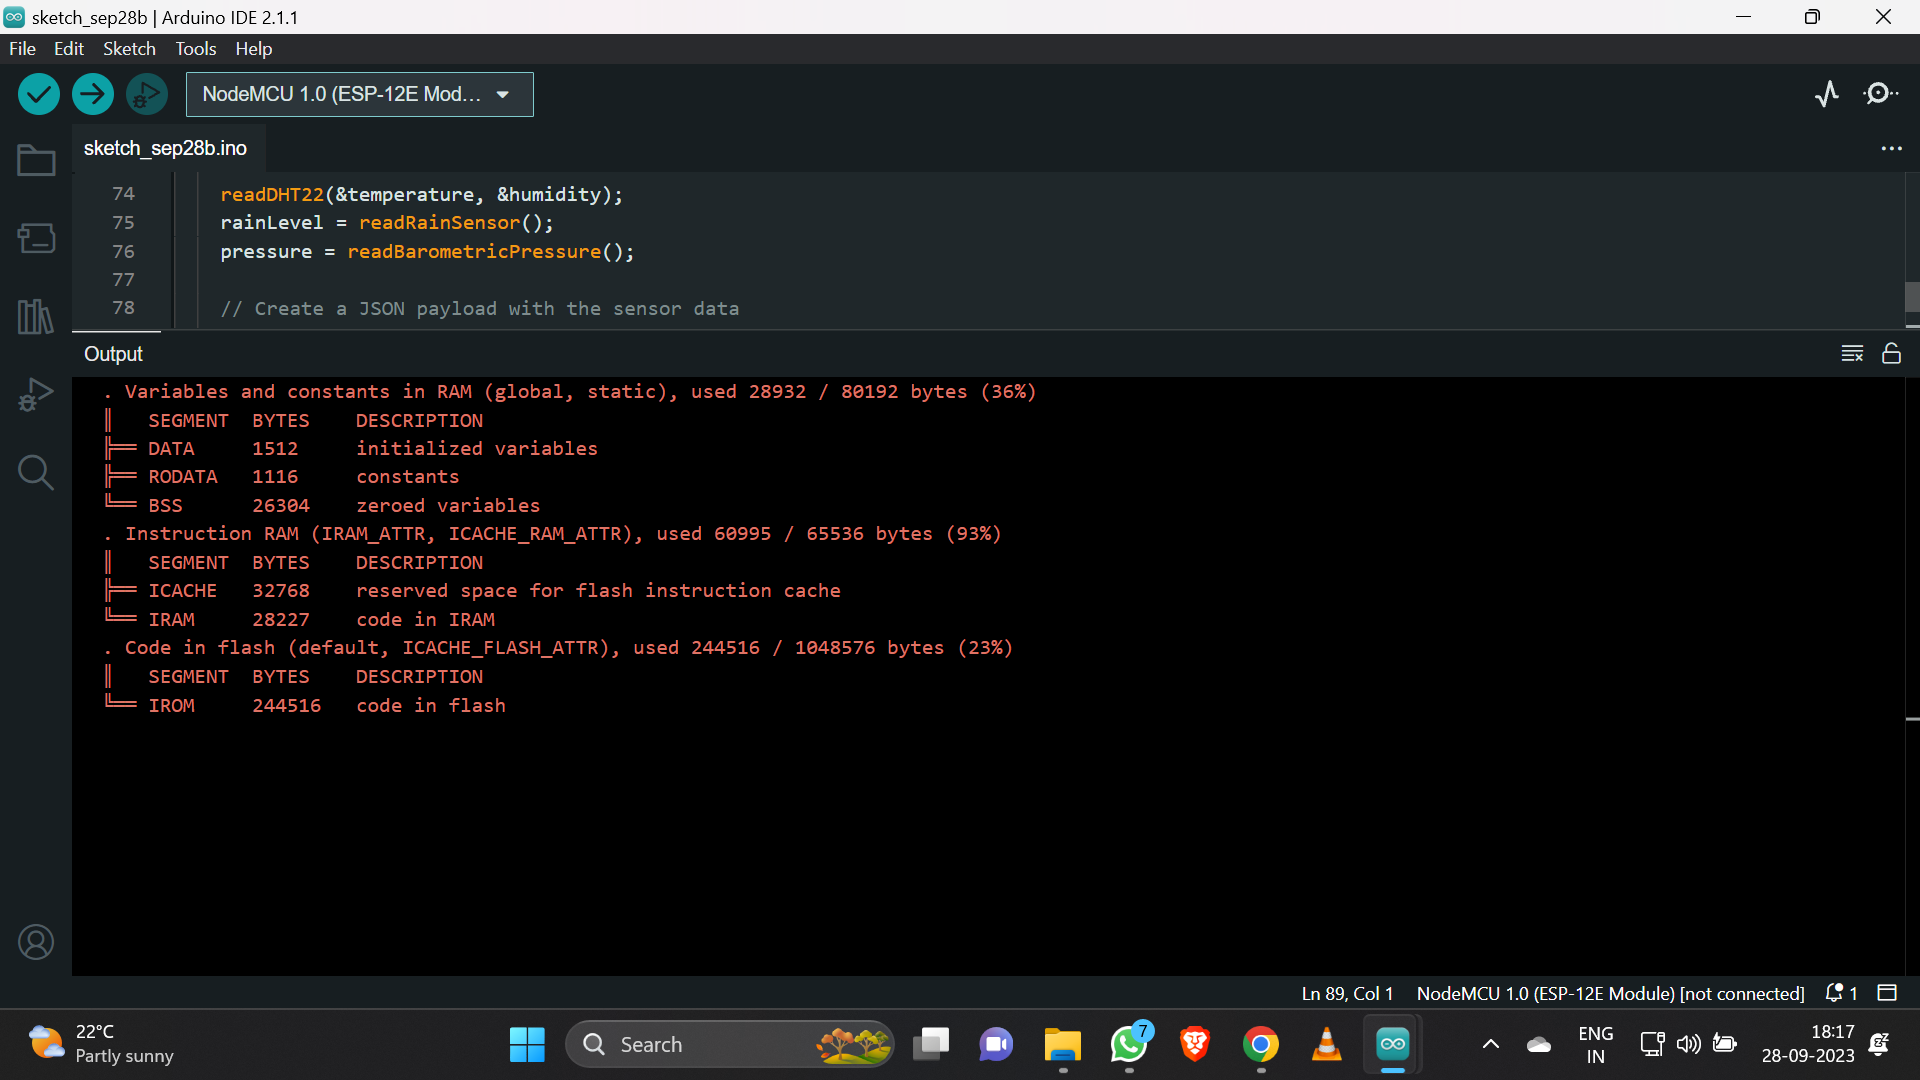 sketch_sep28b | Arduino IDE 2.1.1
File Edit Sketch Tools Help
NodeMCU 1.0 (ESP-12E Mod...
sketch_sep28b.ino
74 readDHT22(&temperature, &humidity);
75 rainLevel = readRainSensor();
76 pressure = readBarometricPressure();
77
78 // Create a JSON payload with the sensor data
Output
. Variables and constants in RAM (global, static), used 28932 / 80192 bytes (36%)
║   SEGMENT  BYTES    DESCRIPTION
╠══ DATA     1512     initialized variables
╠══ RODATA   1116     constants
╚══ BSS      26304    zeroed variables
. Instruction RAM (IRAM_ATTR, ICACHE_RAM_ATTR), used 60995 / 65536 bytes (93%)
║   SEGMENT  BYTES    DESCRIPTION
╠══ ICACHE   32768    reserved space for flash instruction cache
╚══ IRAM     28227    code in IRAM
. Code in flash (default, ICACHE_FLASH_ATTR), used 244516 / 1048576 bytes (23%)
║   SEGMENT  BYTES    DESCRIPTION
╚══ IROM     244516   code in flash
Ln 89, Col 1 NodeMCU 1.0 (ESP-12E Module) [not connected] 1
22°C
Partly sunny
Search
7
ENG
IN
18:17
28-09-2023